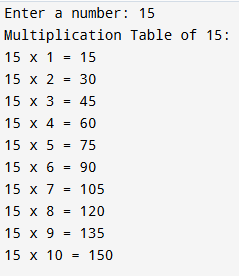 Enter a number: 15
Multiplication Table of 15:
15 x 1 = 15
15 x 2 = 30
15 x 3 = 45
15 x 4 = 60
15 x 5 = 75
15 x 6 = 90
15 x 7 = 105
15 x 8 = 120
15 x 9 = 135
15 x 10 = 150